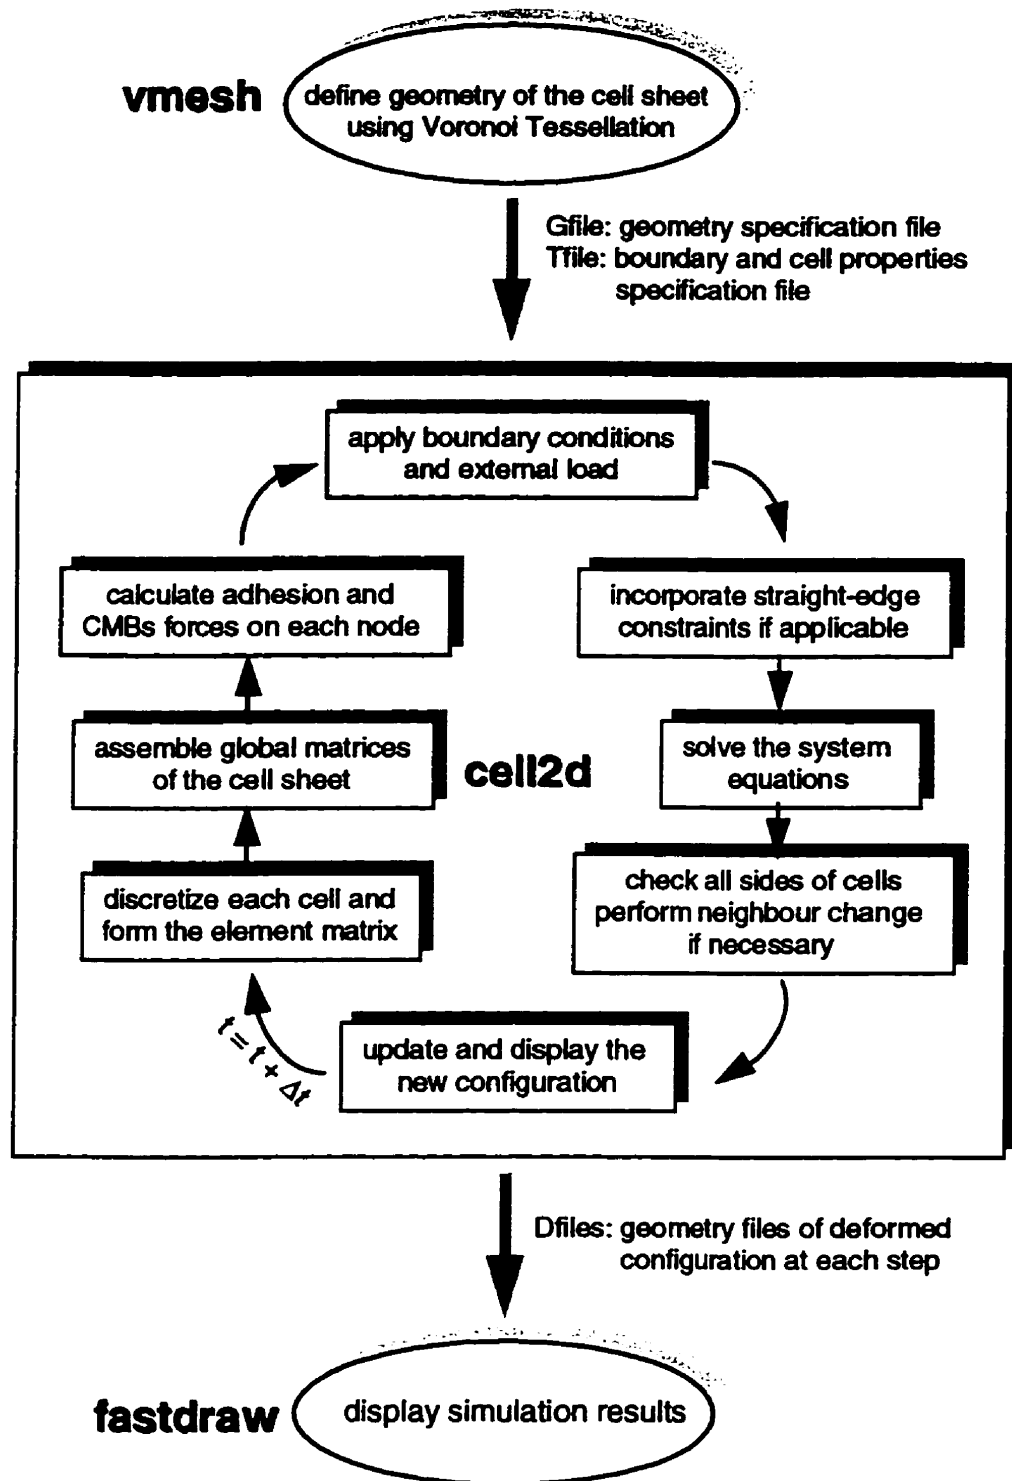 vmesh
define geometry of the cell sheet
using Voronoi Tessellation
Gfile: geometry specification file
Tfile: boundary and cell properties
specification file
apply boundary conditions
and external load
calculate adhesion and
CMBs forces on each node
incorporate straight-edge
constraints if applicable
assemble global matrices
of the cell sheet
cell2d
solve the system
equations
discretize each cell and
form the element matrix
check all sides of cells
perform neighbour change
if necessary
t = t + Δt
update and display the
new configuration
Dfiles: geometry files of deformed
configuration at each step
fastdraw
display simulation results